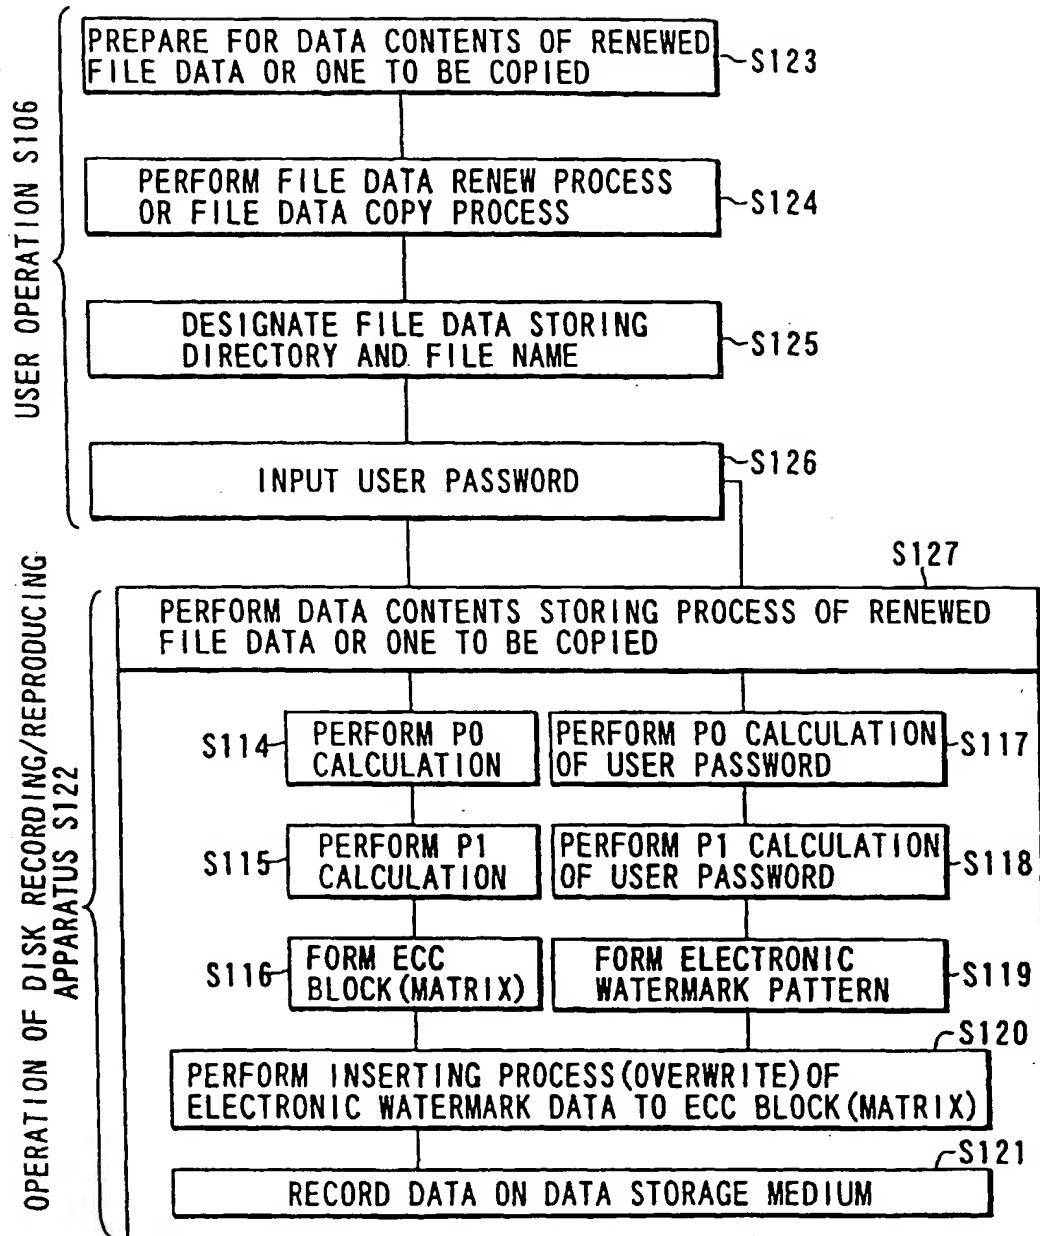 USER OPERATION S106
PREPARE FOR DATA CONTENTS OF RENEWED
FILE DATA OR ONE TO BE COPIED
S123
PERFORM FILE DATA RENEW PROCESS
OR FILE DATA COPY PROCESS
S124
DESIGNATE FILE DATA STORING
DIRECTORY AND FILE NAME
S125
INPUT USER PASSWORD
S126
OPERATION OF DISK RECORDING/REPRODUCING
APPARATUS S122
S127
PERFORM DATA CONTENTS STORING PROCESS OF RENEWED
FILE DATA OR ONE TO BE COPIED
S114
PERFORM PO
CALCULATION
PERFORM PO CALCULATION
OF USER PASSWORD
S117
S115
PERFORM P1
CALCULATION
PERFORM P1 CALCULATION
OF USER PASSWORD
S118
S116
FORM ECC
BLOCK(MATRIX)
FORM ELECTRONIC
WATERMARK PATTERN
S119
S120
PERFORM INSERTING PROCESS(OVERWRITE)OF
ELECTRONIC WATERMARK DATA TO ECC BLOCK(MATRIX)
S121
RECORD DATA ON DATA STORAGE MEDIUM